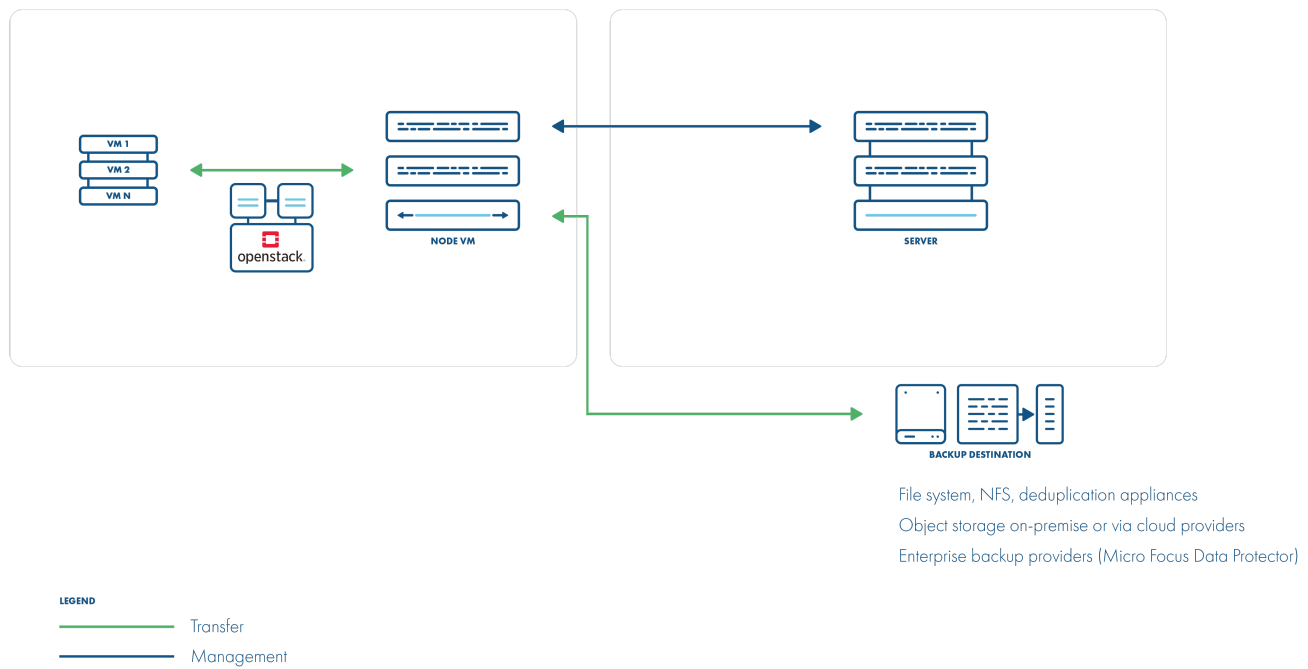 VM 1
VM 2
VM N
openstack.
NODE VM
SERVER
BACKUP DESTINATION
File system, NFS, deduplication appliances
Object storage on-premise or via cloud providers
Enterprise backup providers (Micro Focus Data Protector)
LEGEND
Transfer
Management